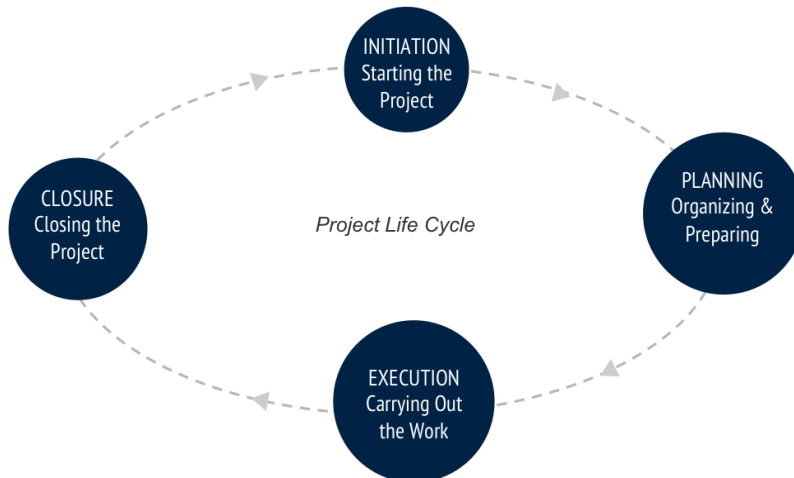 INITIATION
Starting the
Project
PLANNING
Organizing &
Preparing
CLOSURE
Closing the
Project
Project Life Cycle
EXECUTION
Carrying Out
the Work